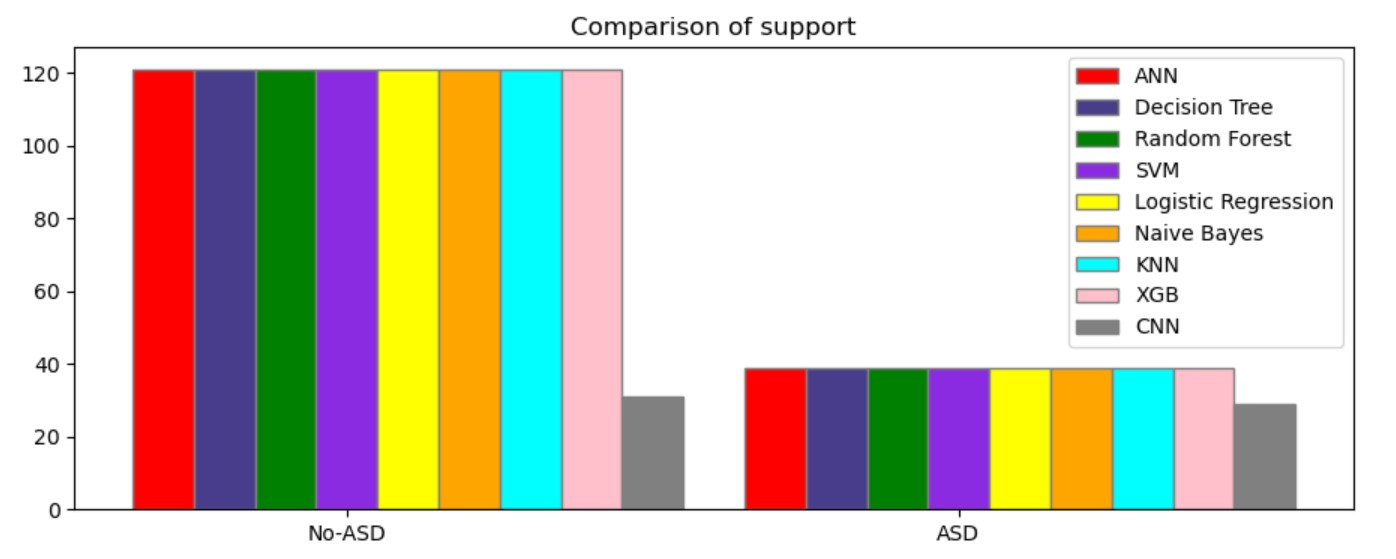 Comparison of support
120
100
80
60
40
20
0
No-ASD
ASD
ANN
Decision Tree
Random Forest
SVM
Logistic Regression
Naive Bayes
KNN
XGB
CNN